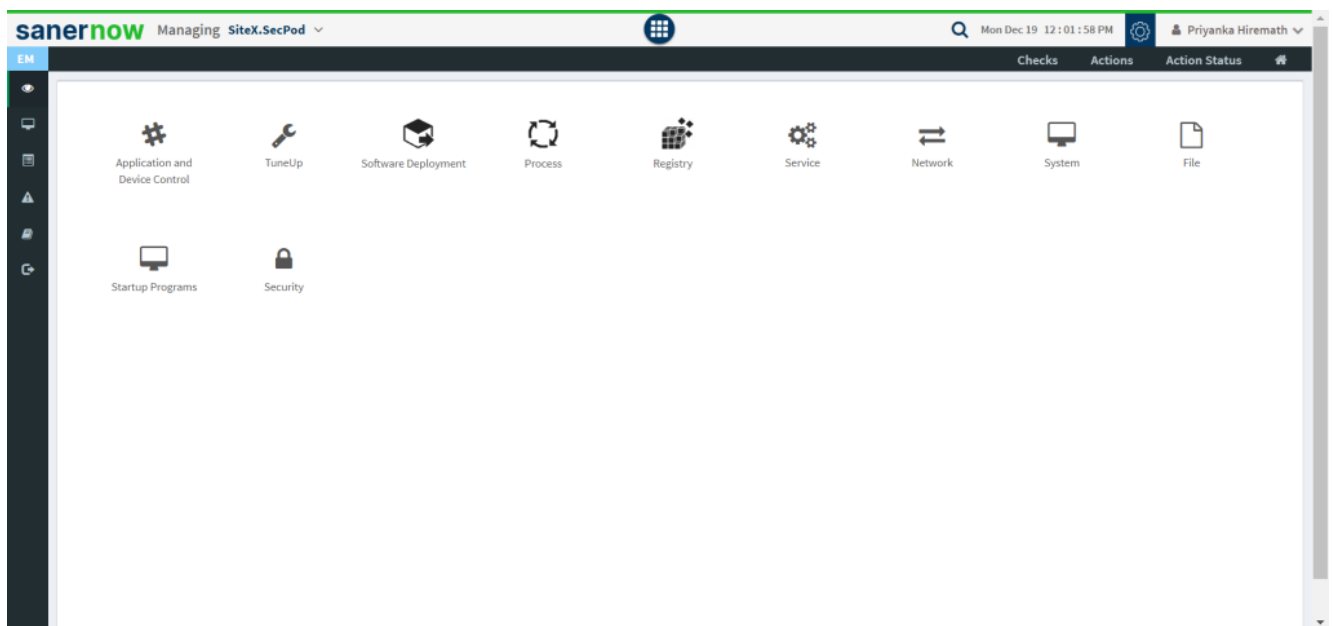 sanernow Managing SiteX.SecPod Mon Dec 19 12:01:58 PM Priyanka Hiremath
EM Checks Actions Action Status
Application and Device Control
TuneUp
Software Deployment
Process
Registry
Service
Network
System
File
Startup Programs
Security